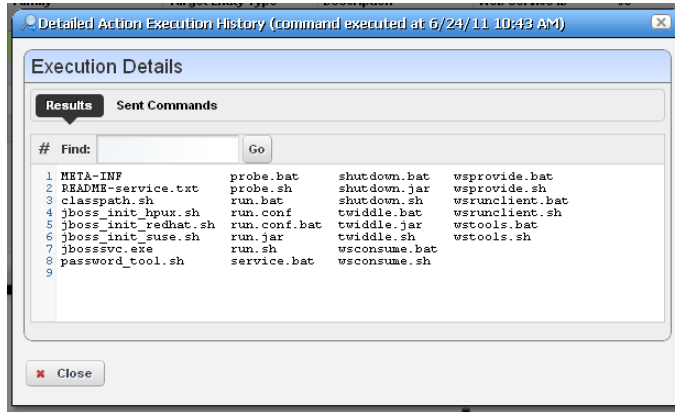 Detailed Action Execution History (command executed at 6/24/11 10:43 AM)
Execution Details
Results Sent Commands
# Find: Go
1 META-INF probe.bat shutdown.bat wsprovide.bat
2 README-service.txt probe.sh shutdown.jar wsprovide.sh
3 classpath.sh run.bat shutdown.sh wsrunclient.bat
4 jboss_init_hpux.sh run.conf twiddle.bat wsrunclient.sh
5 jboss_init_redhat.sh run.conf.bat twiddle.jar wstools.bat
6 jboss_init_suse.sh run.jar twiddle.sh wstools.sh
7 jbosssvc.exe run.sh wsconsume.bat
8 password_tool.sh service.bat wsconsume.sh
9
Close